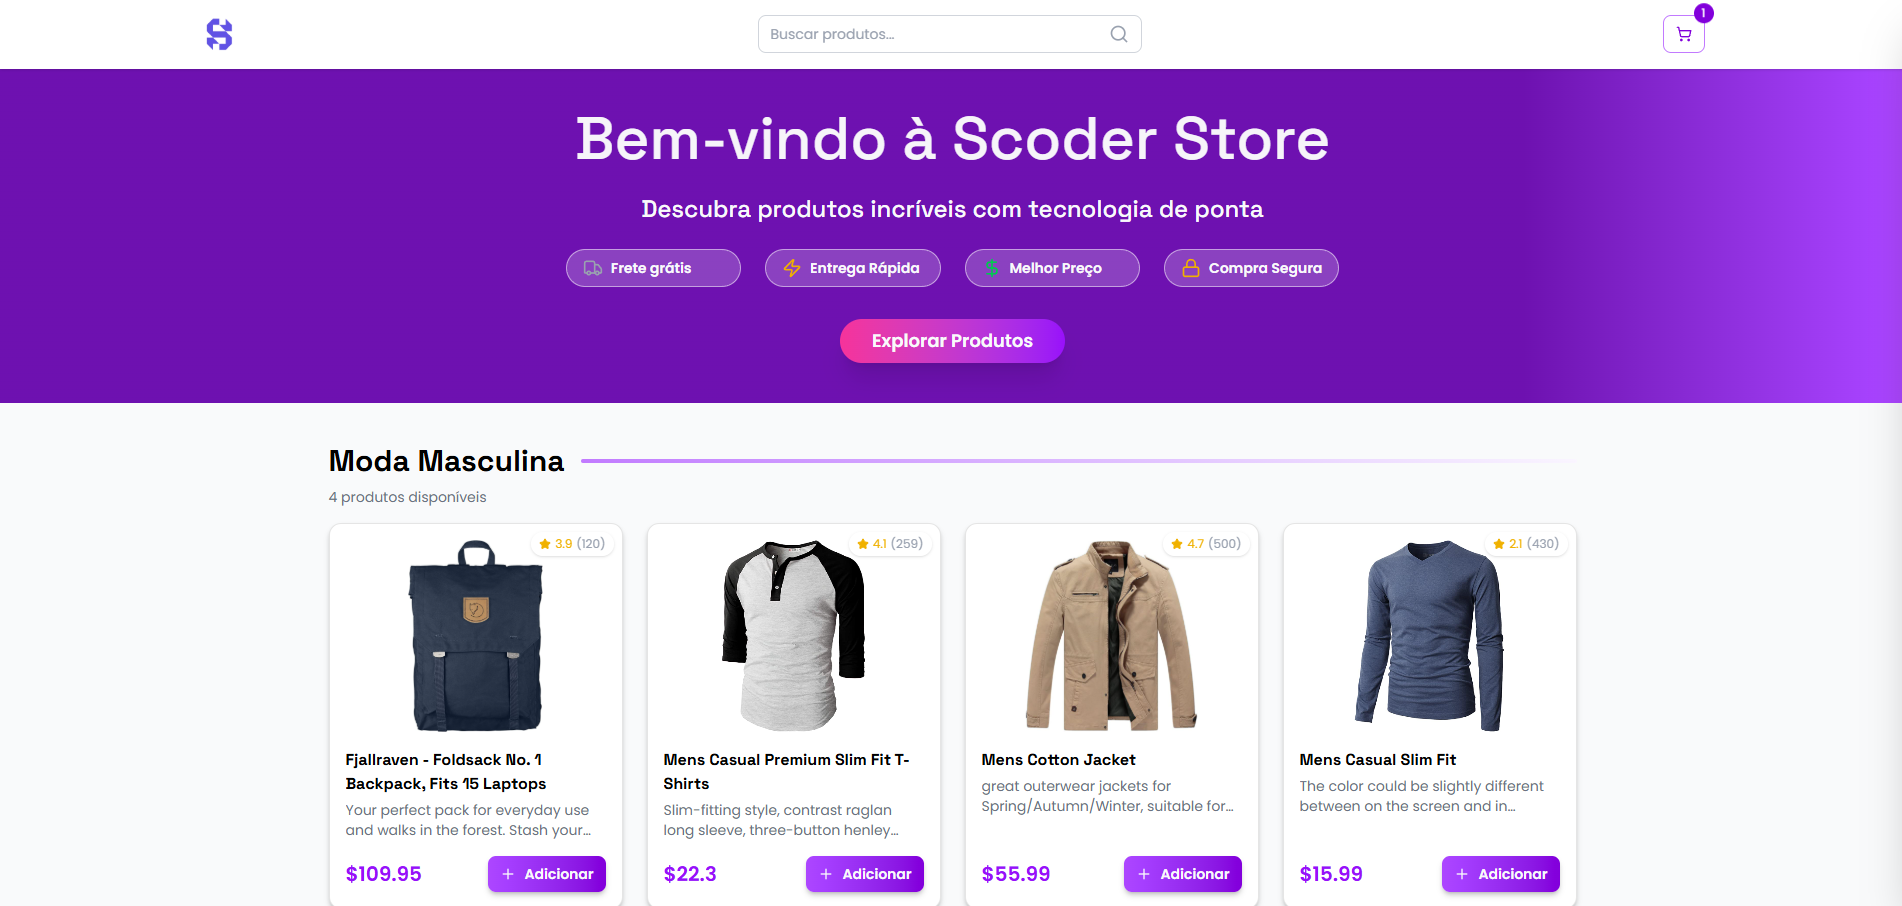 Buscar produtos...
1
Bem-vindo à Scoder Store
Descubra produtos incríveis com tecnologia de ponta
Frete grátis
Entrega Rápida
Melhor Preço
Compra Segura
Explorar Produtos
Moda Masculina
4 produtos disponíveis
3.9 (120)
4.1 (259)
4.7 (500)
2.1 (430)
Fjallraven - Foldsack No. 1
Backpack, Fits 15 Laptops
Your perfect pack for everyday use
and walks in the forest. Stash your...
$109.95
Adicionar
Mens Casual Premium Slim Fit T-
Shirts
Slim-fitting style, contrast raglan
long sleeve, three-button henley...
$22.3
Adicionar
Mens Cotton Jacket
great outerwear jackets for
Spring/Autumn/Winter, suitable for...
$55.99
Adicionar
Mens Casual Slim Fit
The color could be slightly different
between on the screen and in...
$15.99
Adicionar